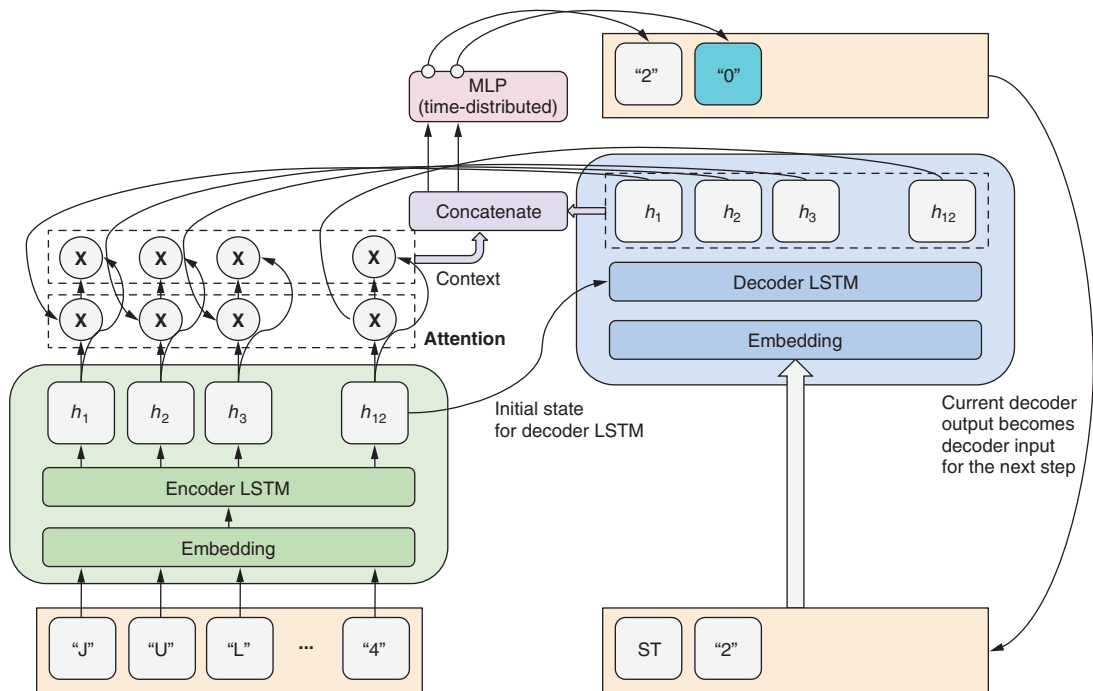 “2”
“0”
MLP
(time-distributed)
Concatenate
h1
h2
h3
h12
X
X
X
X
Context
Decoder LSTM
X
X
X
X
Attention
Embedding
h1
h2
h3
h12
Initial state
for decoder LSTM
Current decoder
output becomes
decoder input
for the next step
Encoder LSTM
Embedding
“J”
“U”
“L”
...
“4”
ST
“2”